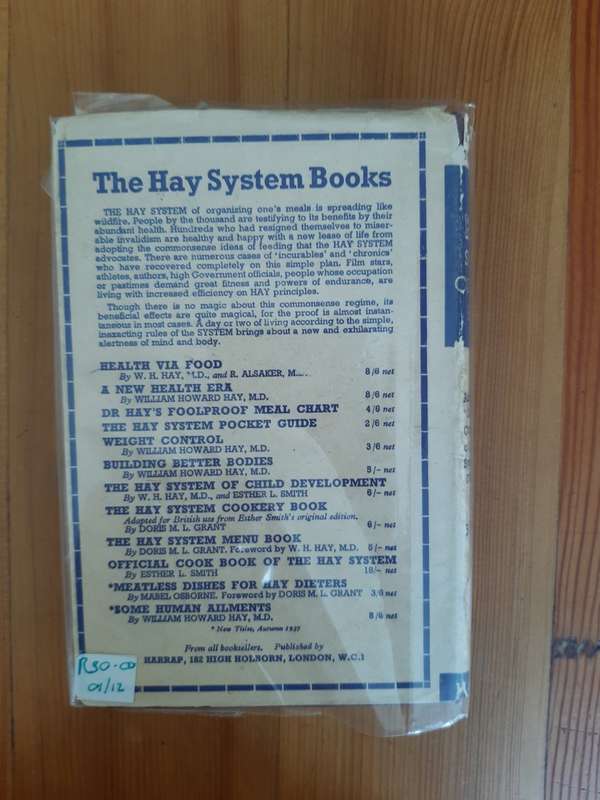 The Hay System Books
THE HAY SYSTEM of organising one's meals is spreading like
wildfire. People by the thousand are testifying to its benefits by their
abundant health. Hundreds who had resigned themselves to miser-
able invalidism are healthy and happy with a new lease of life from
adopting the commonsense ideas of feeding that the HAY SYSTEM
advocates. There are numerous cases of 'incurables' and 'chronics'
who have recovered completely on this simple plan. Film stars,
athletes, authors, high Government officials, people whose occupation
or pastimes demand great fitness and powers of endurance, are
living with increased efficiency on HAY principles.
Though there is no magic about this commonsense regime, its
beneficial effects are quite magical, for the proof is almost instan-
taneous in most cases. A day or two of living according to the simple,
inexacting rules of the SYSTEM brings about a new and exhilarating
alertness of mind and body.
HEALTH VIA FOOD
By W. H. HAY, M.D., and R. ALSAKER, M... 8/6 net
A NEW HEALTH ERA
By WILLIAM HOWARD HAY, M.D. 8/6 net
DR HAY'S FOOLPROOF MEAL CHART 4/6 net
THE HAY SYSTEM POCKET GUIDE 2/6 net
WEIGHT CONTROL
By WILLIAM HOWARD HAY, M.D. 3/6 net
BUILDING BETTER BODIES
By WILLIAM HOWARD HAY, M.D. 5/- net
THE HAY SYSTEM OF CHILD DEVELOPMENT
By W. H. HAY, M.D., and ESTHER L. SMITH 6/- net
THE HAY SYSTEM COOKERY BOOK
Adapted for British use from Esther Smith's original edition.
By DORIS M. L. GRANT 6/- net
THE HAY SYSTEM MENU BOOK
By DORIS M. L. GRANT. Foreword by W. H. HAY, M.D. 5/- net
OFFICIAL COOK BOOK OF THE HAY SYSTEM
By ESTHER L. SMITH 18/- net
*MEATLESS DISHES FOR HAY DIETERS
By MABEL OSBORNE. Foreword by DORIS M. L. GRANT 3/6 net
*SOME HUMAN AILMENTS
By WILLIAM HOWARD HAY, M.D. 8/6 net
* New Titles, Autumn 1937
From all booksellers. Published by
HARRAP, 182 HIGH HOLBORN, LONDON, W.C.1
R30-00
01/12